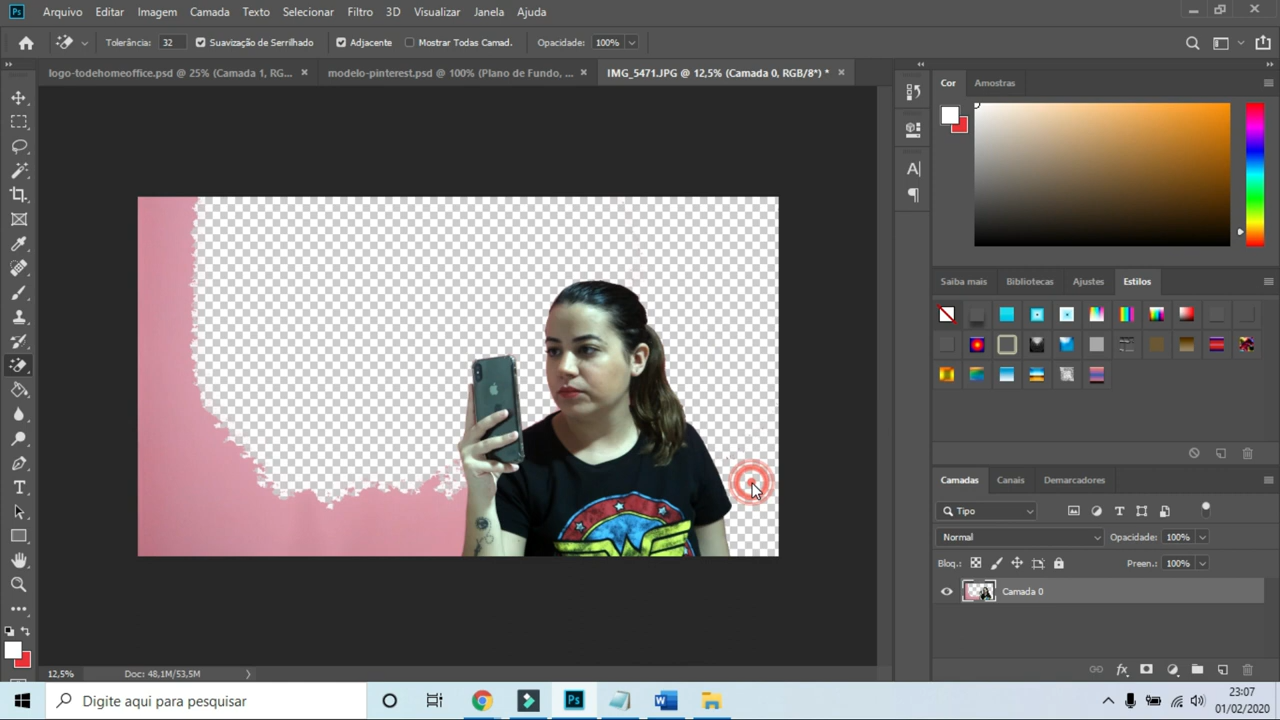 Ps Arquivo Editar Imagem Camada Texto Selecionar Filtro 3D Visualizar Janela Ajuda
Tolerância: 32 Suavização de Serrilhado Adjacente Mostrar Todas Camad. Opacidade: 100%
logo-todehomeoffice.psd @ 25% (Camada 1, RG... × modelo-pinterest.psd @ 100% (Plano de Fundo, ... × IMG_5471.JPG @ 12,5% (Camada 0, RGB/8*) * ×
Cor Amostras
Saiba mais Bibliotecas Ajustes Estilos
Camadas Canais Demarcadores
Tipo
Normal Opacidade: 100%
Bloq.: Preen.: 100%
Camada 0
12,5% Doc: 48,1M/53,5M
Digite aqui para pesquisar
Ps
23:07
01/02/2020